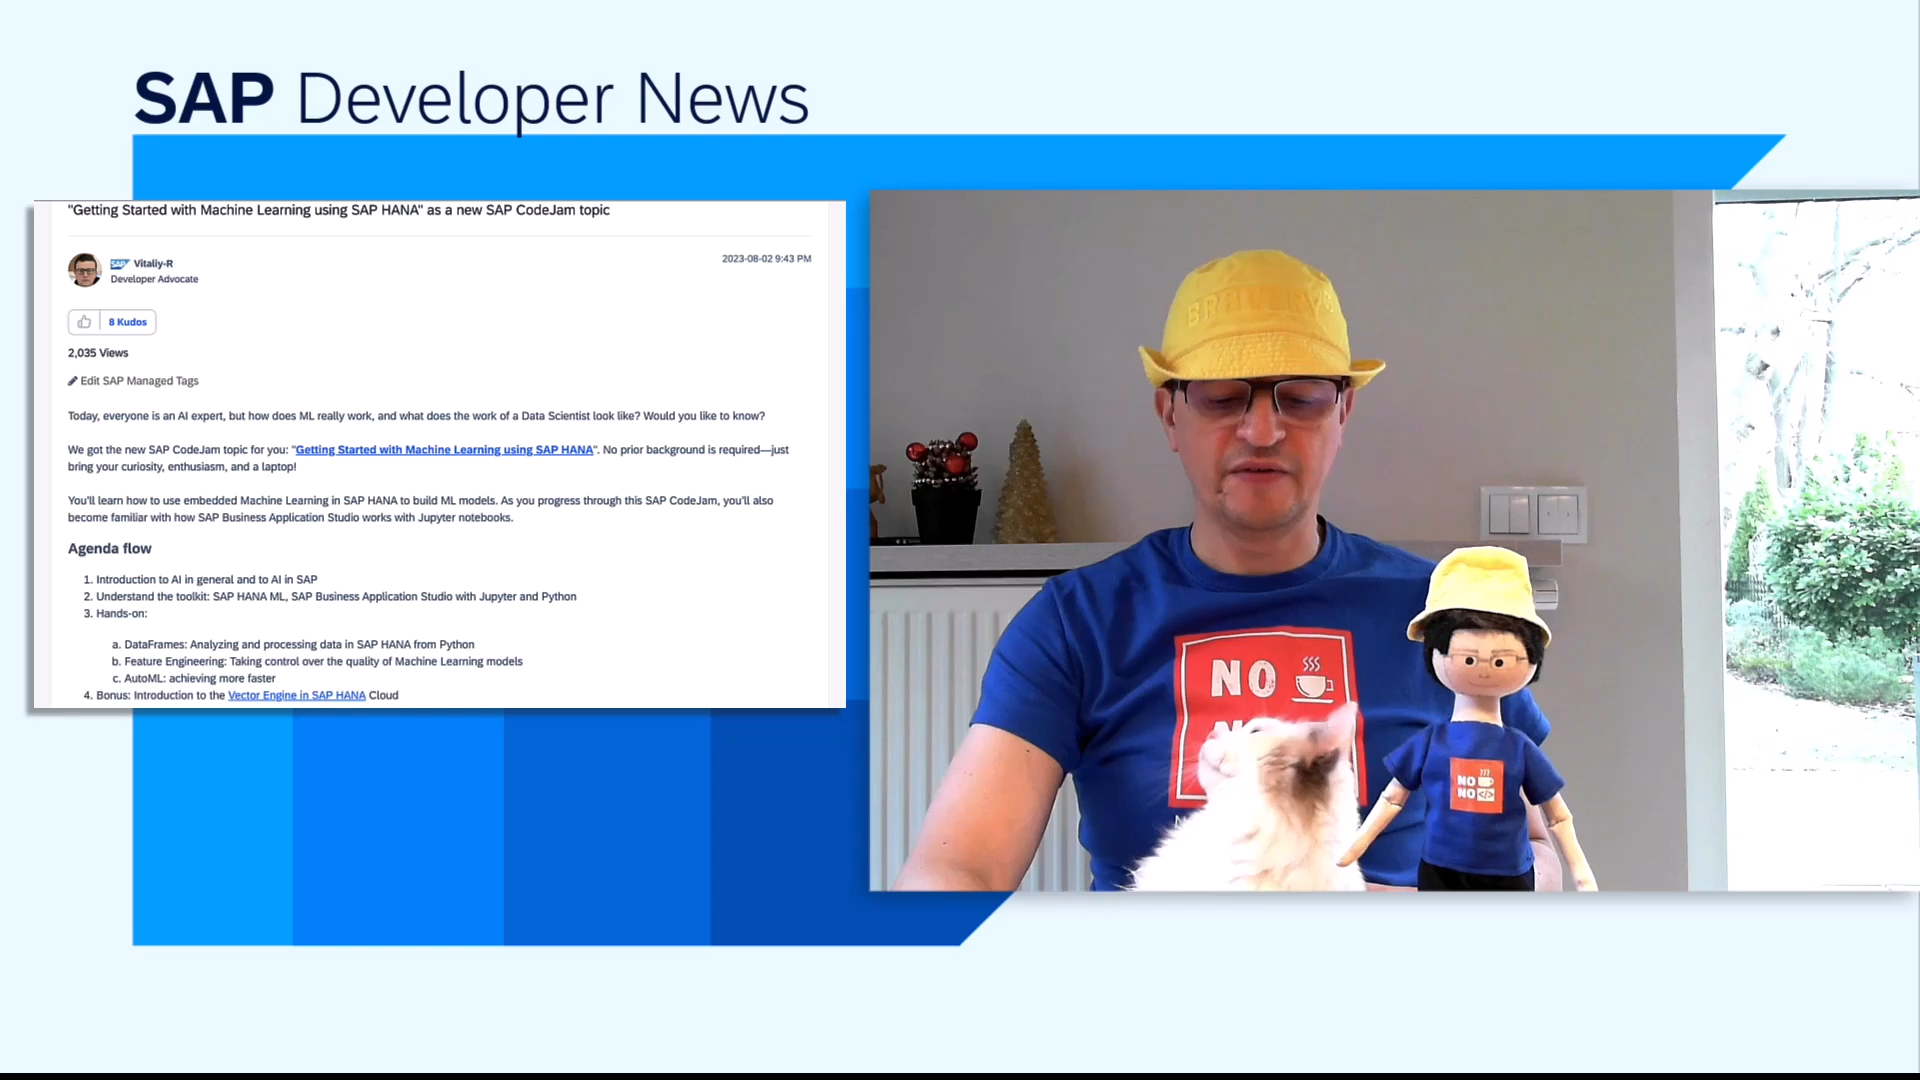 SAP Developer News
"Getting Started with Machine Learning using SAP HANA" as a new SAP CodeJam topic
SAP Vitaliy-R
2023-08-02 9:43 PM
Developer Advocate
8 Kudos
2,035 Views
Edit SAP Managed Tags
Today, everyone is an AI expert, but how does ML really work, and what does the work of a Data Scientist look like? Would you like to know?
We got the new SAP CodeJam topic for you: "Getting Started with Machine Learning using SAP HANA". No prior background is required—just
bring your curiosity, enthusiasm, and a laptop!
You'll learn how to use embedded Machine Learning in SAP HANA to build ML models. As you progress through this SAP CodeJam, you'll also
become familiar with how SAP Business Application Studio works with Jupyter notebooks.
Agenda flow
1. Introduction to AI in general and to AI in SAP
2. Understand the toolkit: SAP HANA ML, SAP Business Application Studio with Jupyter and Python
3. Hands-on:
a. DataFrames: Analyzing and processing data in SAP HANA from Python
b. Feature Engineering: Taking control over the quality of Machine Learning models
c. AutoML: achieving more faster
4. Bonus: Introduction to the Vector Engine in SAP HANA Cloud
NO
NO
NO </>